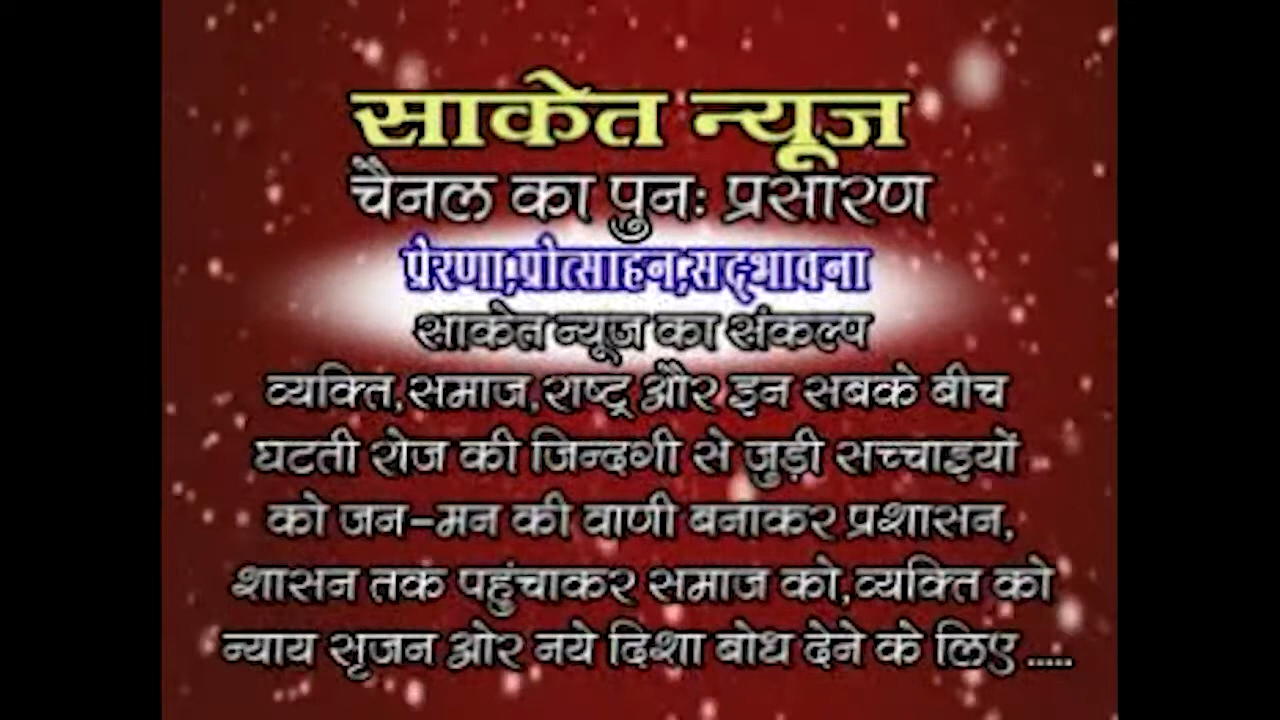 साकेत न्यूज
चैनल का पुनः प्रसारण
प्रेरणा,प्रोत्साहन,सद्भावना
साकेत न्यूज का संकल्प
व्यक्ति,समाज,राष्ट्र और इन सबके बीच
घटती रोज की जिन्दगी से जुड़ी सच्चाइयों
को जन-मन की वाणी बनाकर प्रशासन,
शासन तक पहुंचाकर समाज को,व्यक्ति को
न्याय सृजन ओर नये दिशा बोध देने के लिए .....